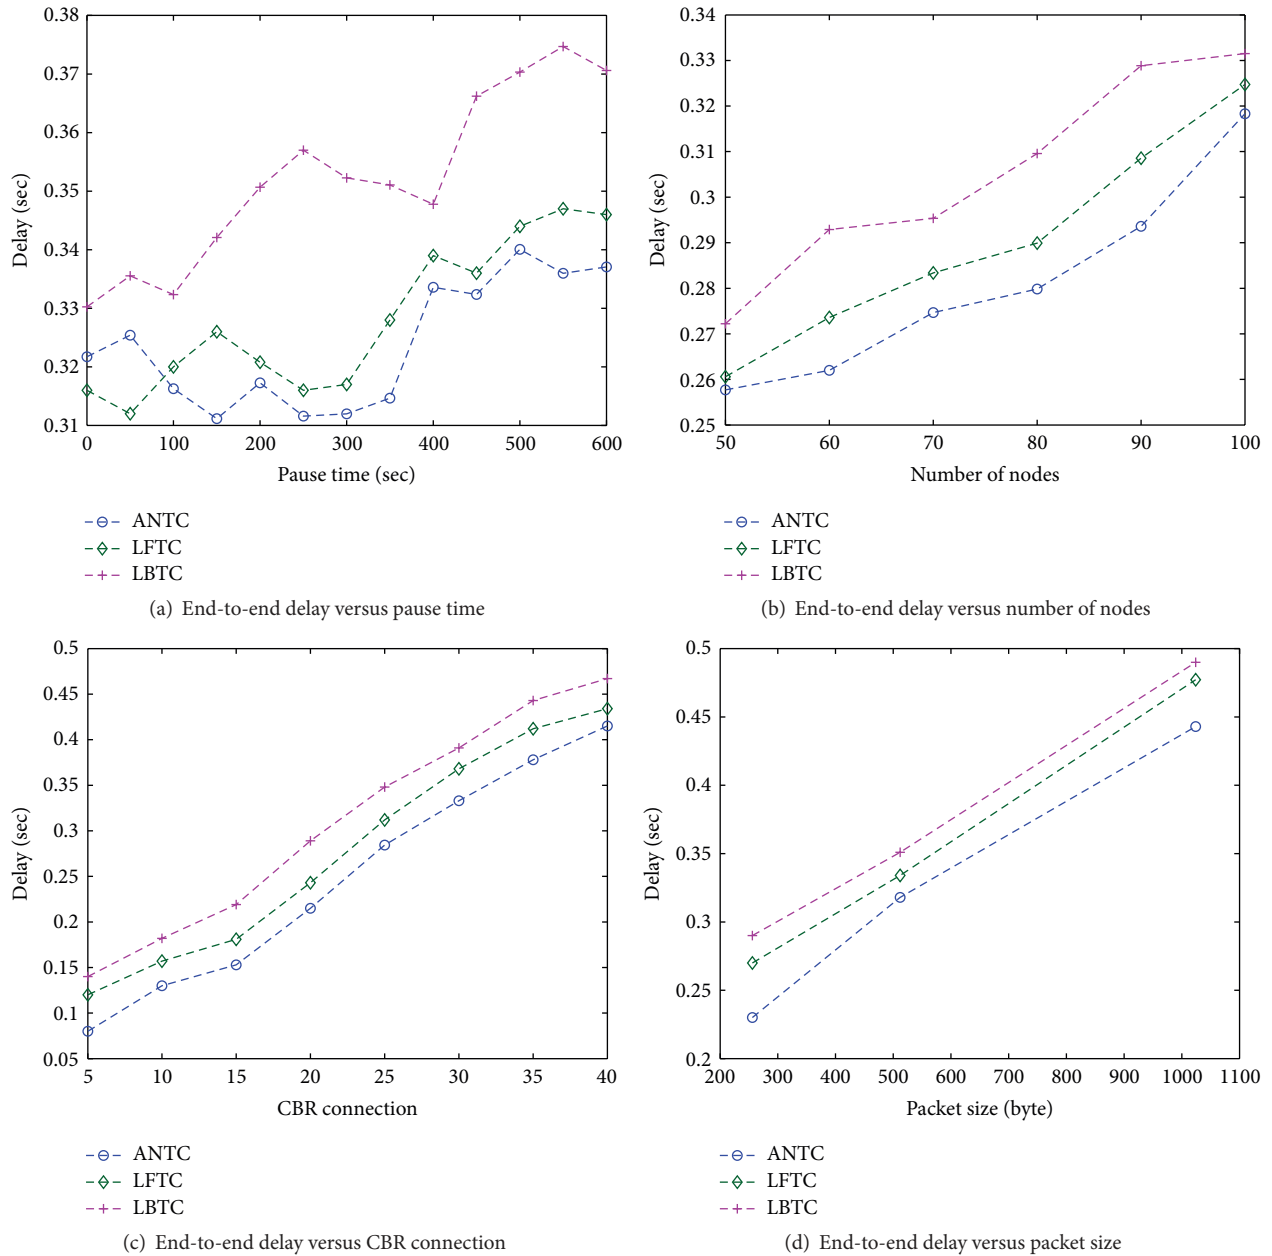 0.38
0.37
0.36
0.35
0.34
0.33
0.32
0.31
Delay (sec)
0 100 200 300 400 500 600
Pause time (sec)
ANTC
LFTC
LBTC
(a) End-to-end delay versus pause time
0.34
0.33
0.32
0.31
0.3
0.29
0.28
0.27
0.26
0.25
Delay (sec)
50 60 70 80 90 100
Number of nodes
ANTC
LFTC
LBTC
(b) End-to-end delay versus number of nodes
0.5
0.45
0.4
0.35
0.3
0.25
0.2
0.15
0.1
0.05
Delay (sec)
5 10 15 20 25 30 35 40
CBR connection
ANTC
LFTC
LBTC
(c) End-to-end delay versus CBR connection
0.5
0.45
0.4
0.35
0.3
0.25
0.2
Delay (sec)
200 300 400 500 600 700 800 900 1000 1100
Packet size (byte)
ANTC
LFTC
LBTC
(d) End-to-end delay versus packet size